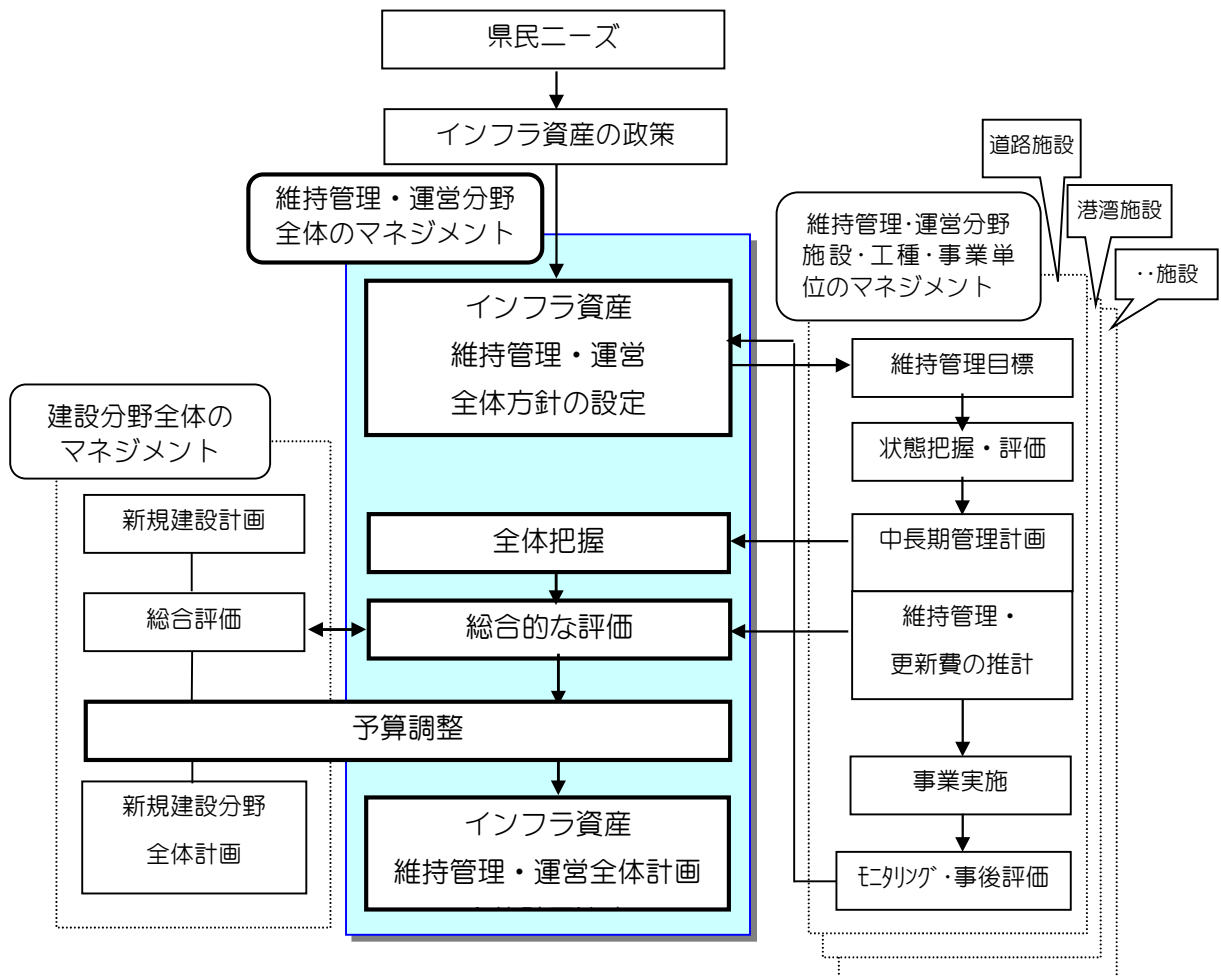 県民ニーズ
インフラ資産の政策
維持管理・運営分野
全体のマネジメント
インフラ資産
維持管理・運営
全体方針の設定
全体把握
総合的な評価
予算調整
インフラ資産
維持管理・運営全体計画
建設分野全体の
マネジメント
新規建設計画
総合評価
新規建設分野
全体計画
道路施設
港湾施設
‥施設
維持管理・運営分野
施設・工種・事業単
位のマネジメント
維持管理目標
状態把握・評価
中長期管理計画
維持管理・
更新費の推計
事業実施
ﾓﾆﾀﾘﾝｸﾞ・事後評価